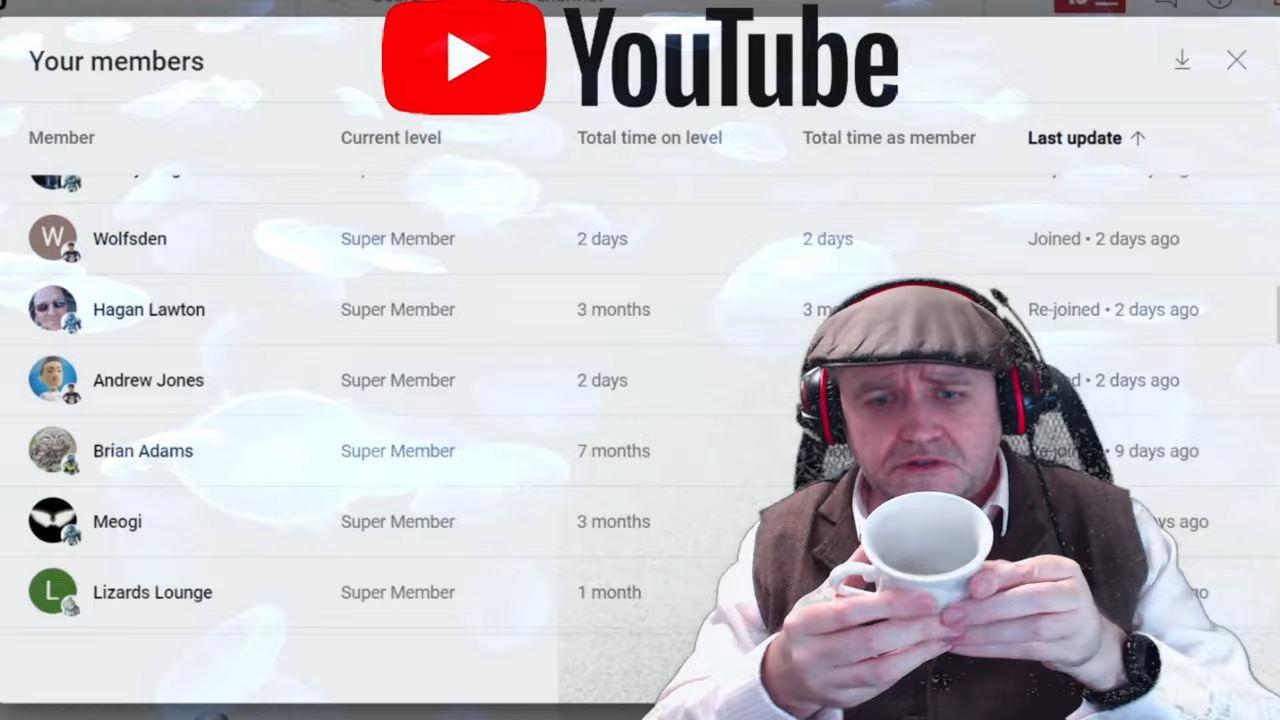 YouTube
Your members
Member Current level Total time on level Total time as member Last update
W Wolfsden Super Member 2 days 2 days Joined • 2 days ago
Hagan Lawton Super Member 3 months 3 m Re-joined • 2 days ago
Andrew Jones Super Member 2 days d • 2 days ago
Brian Adams Super Member 7 months • 9 days ago
Meogi Super Member 3 months ago
L Lizards Lounge Super Member 1 month